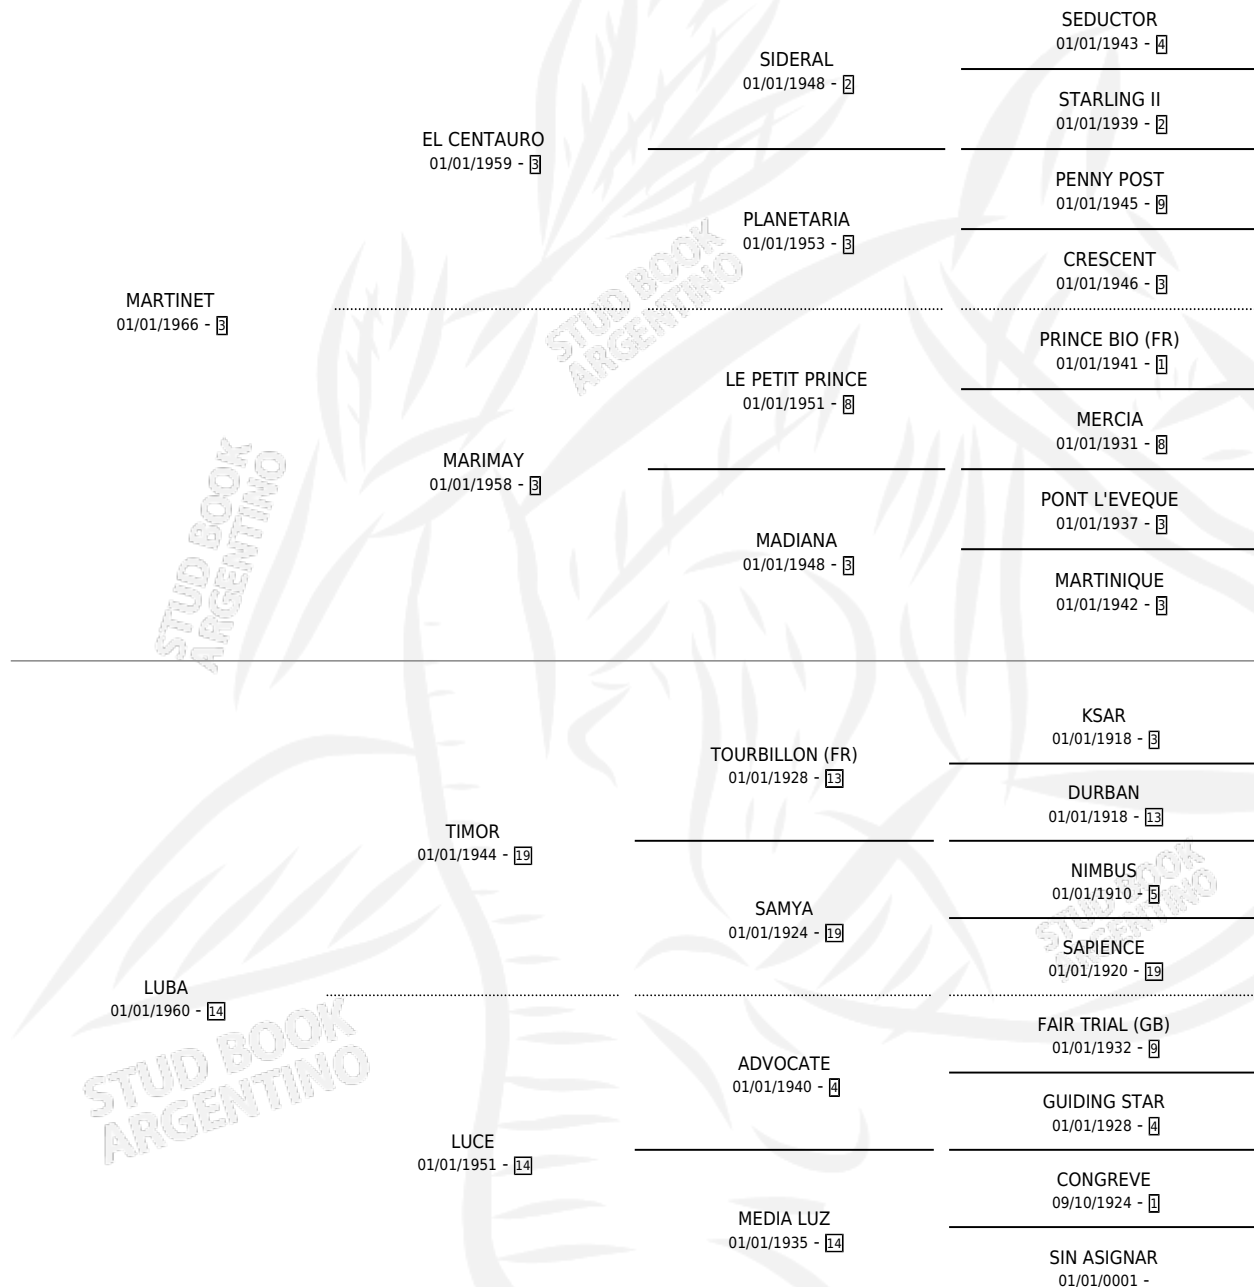 SEDUCTOR
01/01/1943 - 4
SIDERAL
01/01/1948 - 2
STARLING II
01/01/1939 - 2
EL CENTAURO
01/01/1959 - 3
PENNY POST
01/01/1945 - 9
PLANETARIA
01/01/1953 - 3
CRESCENT
01/01/1946 - 3
MARTINET
01/01/1966 - 3
STUD BOOK
ARGENTINO
PRINCE BIO (FR)
01/01/1941 - 1
LE PETIT PRINCE
01/01/1951 - 8
MERCIA
01/01/1931 - 8
MARIMAY
01/01/1958 - 3
PONT L'EVEQUE
01/01/1937 - 3
MADIANA
01/01/1948 - 3
MARTINIQUE
01/01/1942 - 3
STUD BOOK
ARGENTINO
KSAR
01/01/1918 - 3
TOURBILLON (FR)
01/01/1928 - 13
DURBAN
01/01/1918 - 13
TIMOR
01/01/1944 - 19
NIMBUS
01/01/1910 - 5
SAMYA
01/01/1924 - 19
SAPIENCE
01/01/1920 - 19
STUD BOOK
ARGENTINO
LUBA
01/01/1960 - 14
STUD BOOK
ARGENTINO
FAIR TRIAL (GB)
01/01/1932 - 9
ADVOCATE
01/01/1940 - 4
GUIDING STAR
01/01/1928 - 4
LUCE
01/01/1951 - 14
CONGREVE
09/10/1924 - 1
MEDIA LUZ
01/01/1935 - 14
SIN ASIGNAR
01/01/0001 -